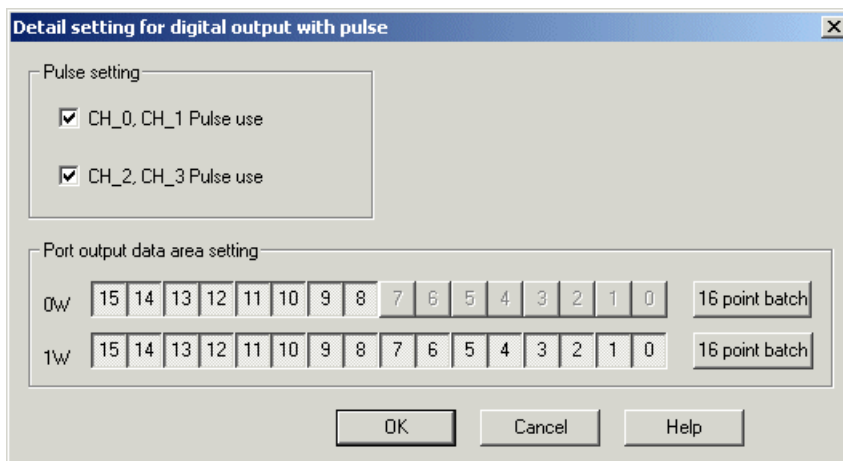 Detail setting for digital output with pulse
Pulse setting
CH_0, CH_1 Pulse use
CH_2, CH_3 Pulse use
Port output data area setting
0W 15 14 13 12 11 10 9 8 7 6 5 4 3 2 1 0 16 point batch
1W 15 14 13 12 11 10 9 8 7 6 5 4 3 2 1 0 16 point batch
OK Cancel Help